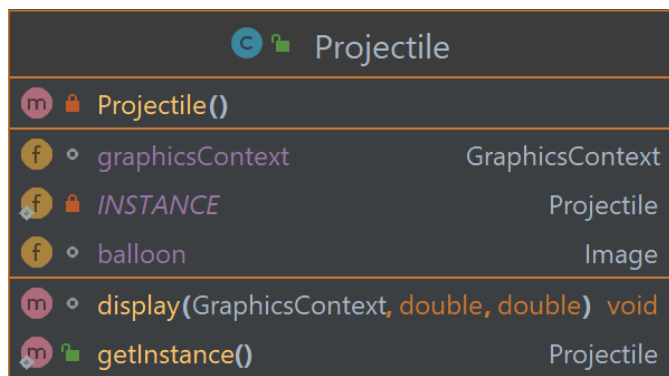 C Projectile
m Projectile()
f graphicsContext GraphicsContext
f INSTANCE Projectile
f balloon Image
m display(GraphicsContext, double, double) void
m getInstance() Projectile